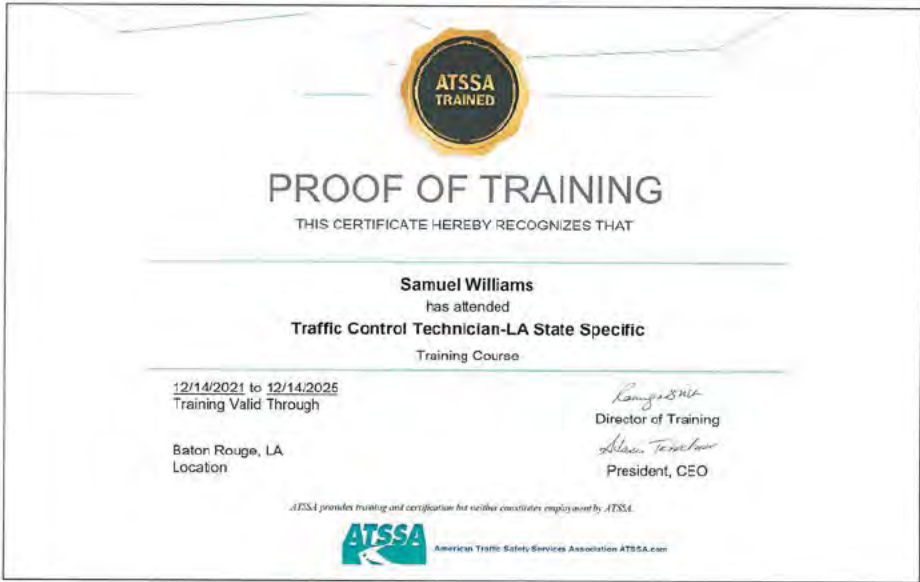 ATSSA
TRAINED
PROOF OF TRAINING
THIS CERTIFICATE HEREBY RECOGNIZES THAT
Samuel Williams
has attended
Traffic Control Technician-LA State Specific
Training Course
12/14/2021 to 12/14/2025
Training Valid Through
Director of Training
Baton Rouge, LA
Location
President, CEO
ATSSA provides training and certification but neither constitutes employment by ATSSA.
ATSSA
American Traffic Safety Services Association ATSSA.com